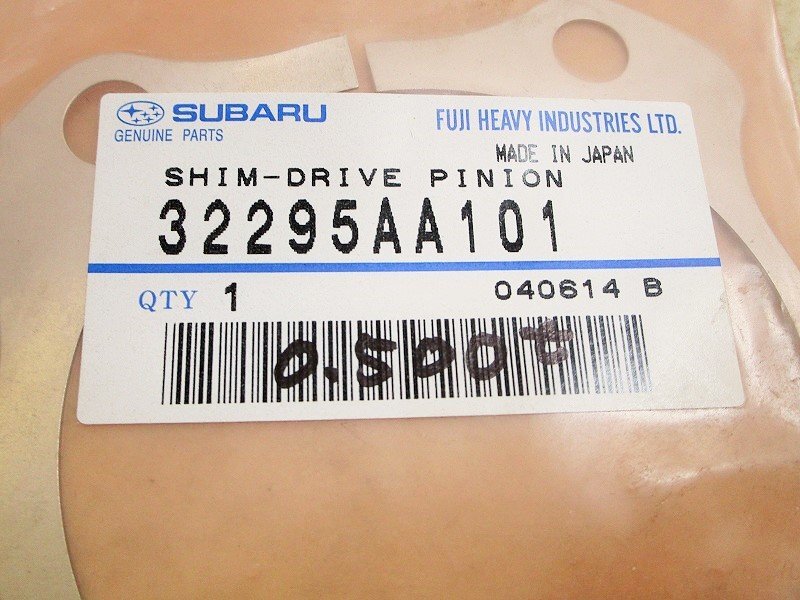 SUBARU FUJI HEAVY INDUSTRIES LTD.
GENUINE PARTS
MADE IN JAPAN
SHIM-DRIVE PINION
32295AA101
QTY 1 040614 B
0.500t